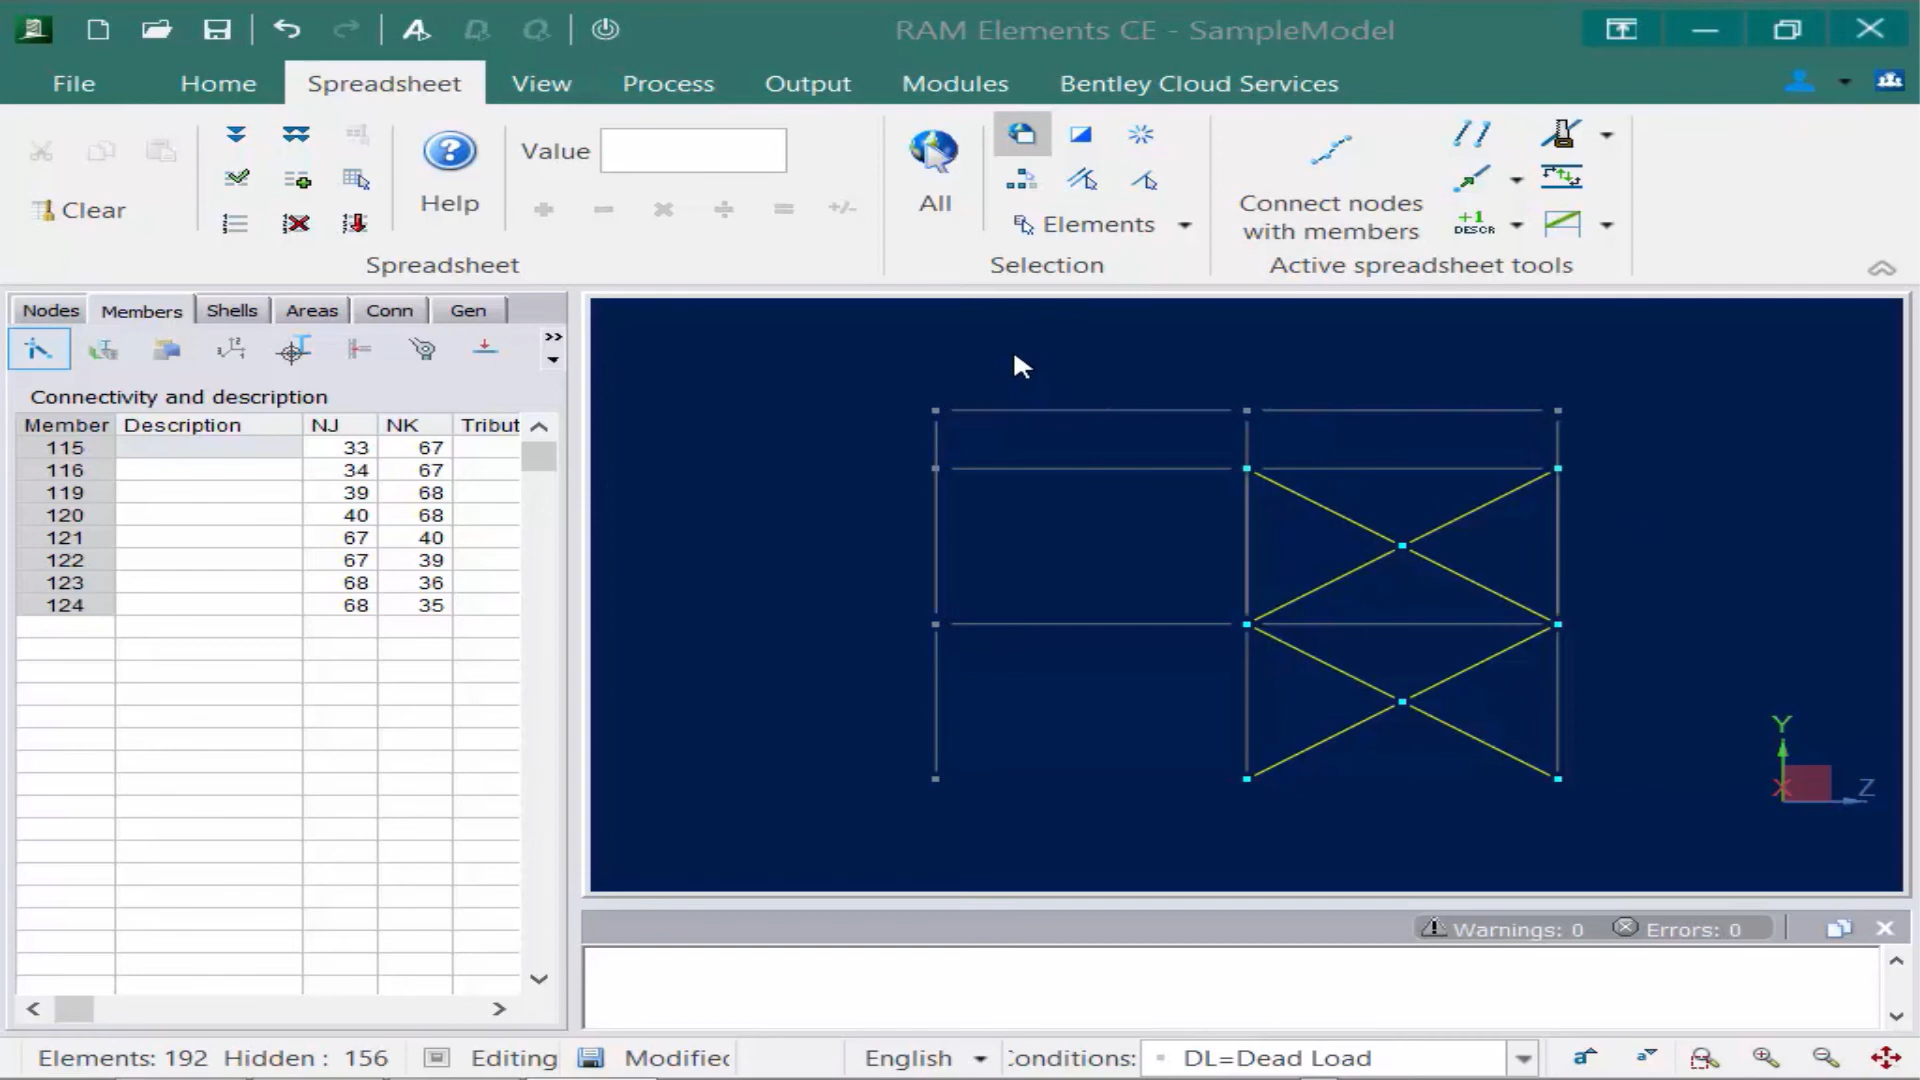 RAM Elements CE - SampleModel
File Home Spreadsheet View Process Output Modules Bentley Cloud Services
Clear
Help
Value
All
Elements
Connect nodes
with members
+1
DESCR
Spreadsheet Selection Active spreadsheet tools
Nodes Members Shells Areas Conn Gen
Connectivity and description
Member Description NJ NK Tribut
115 33 67
116 34 67
119 39 68
120 40 68
121 67 40
122 67 39
123 68 36
124 68 35
Y
X Z
Warnings: 0 Errors: 0
Elements: 192 Hidden : 156 Editing Modified English Conditions: DL=Dead Load